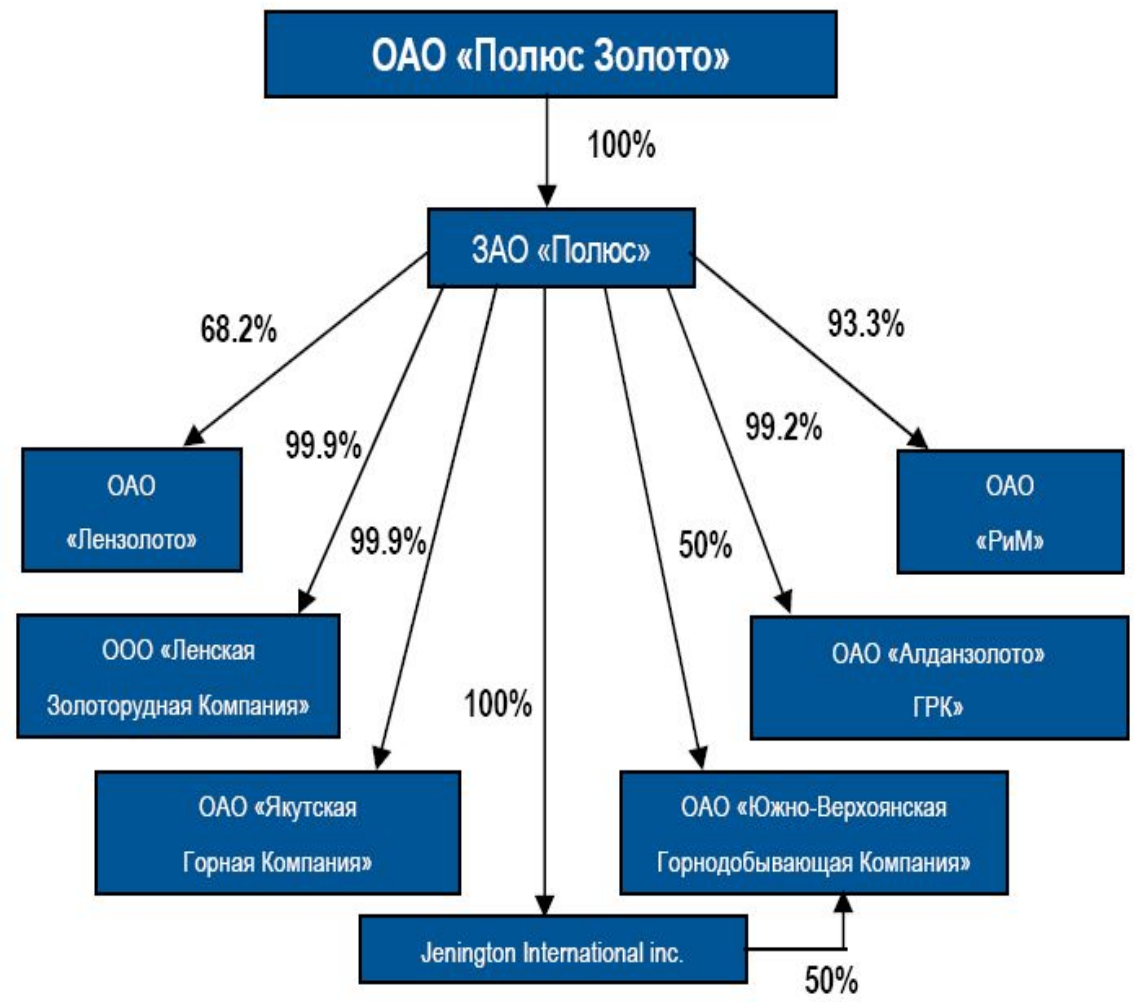 ОАО «Полюс Золото»
100%
ЗАО «Полюс»
68.2%
93.3%
99.9%
99.2%
ОАО
«Лензолото»
ОАО
«РиМ»
99.9%
50%
ООО «Ленская
Золоторудная Компания»
ОАО «Алданзолото»
ГРК»
100%
ОАО «Якутская
Горная Компания»
ОАО «Южно-Верхоянская
Горнодобывающая Компания»
Jenington International inc.
50%